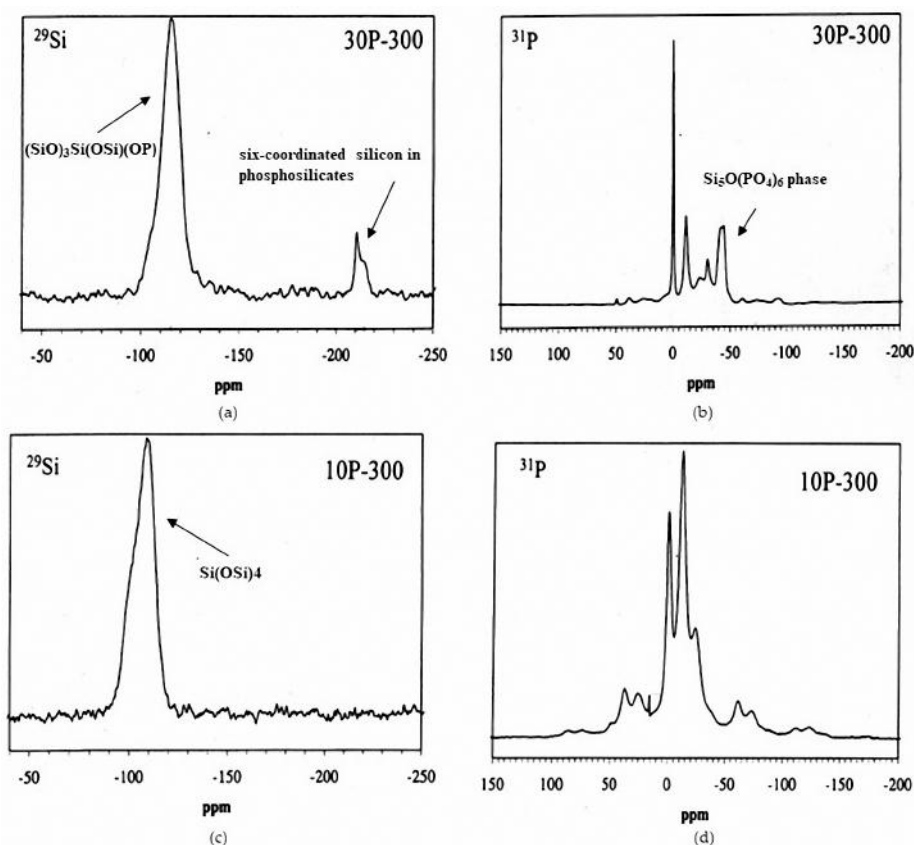 ²⁹Si 30P-300
(SiO)₃Si(OSi)(OP)
six-coordinated silicon in
phosphosilicates
-50 -100 -150 -200 -250
ppm
(a)
³¹P 30P-300
Si₅O(PO₄)₆ phase
150 100 50 0 -50 -100 -150 -200
ppm
(b)
²⁹Si 10P-300
Si(OSi)4
-50 -100 -150 -200 -250
ppm
(c)
³¹P 10P-300
150 100 50 0 -50 -100 -150 -200
ppm
(d)